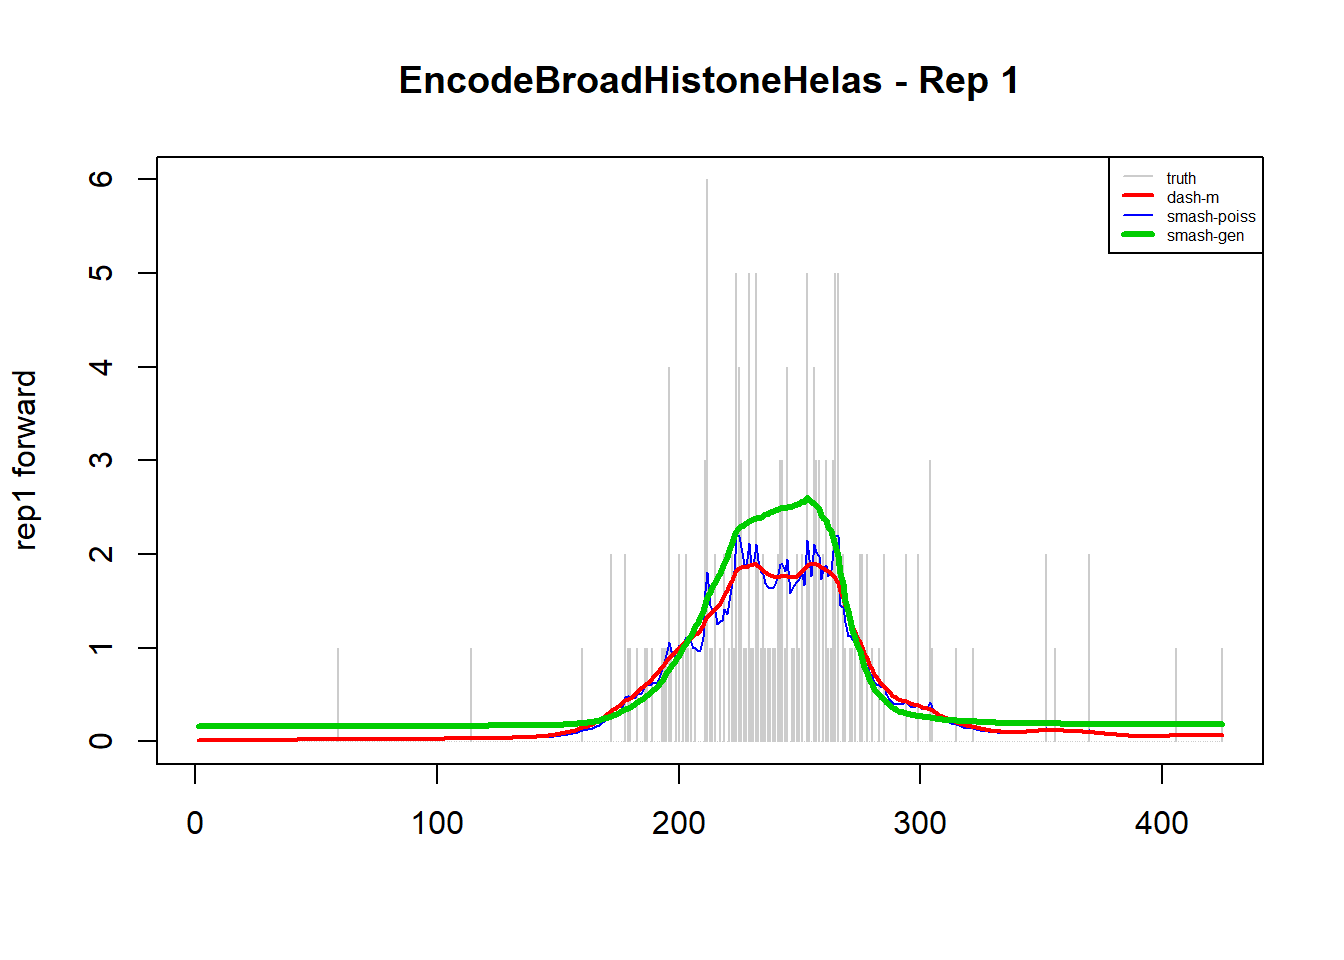 EncodeBroadHistoneHelas - Rep 1
truth
dash-m
smash-poiss
smash-gen
rep1 forward
6
5
4
3
2
1
0
0 100 200 300 400